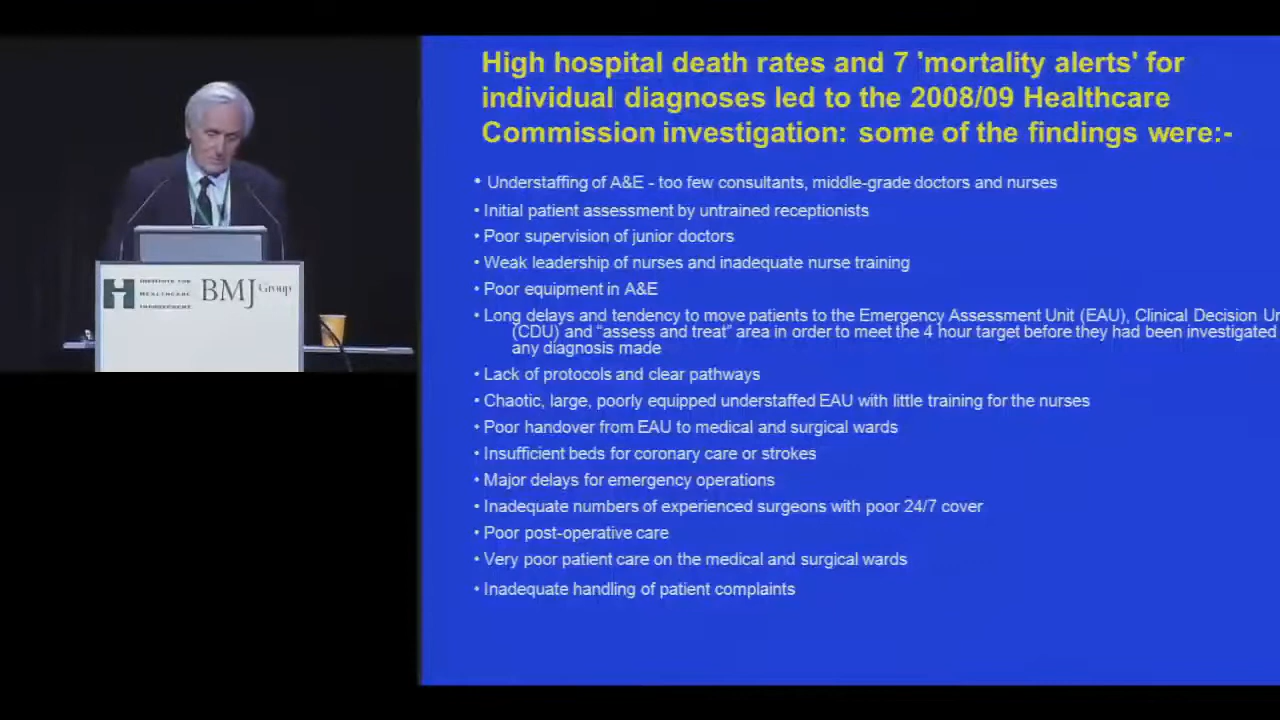 High hospital death rates and 7 'mortality alerts' for
individual diagnoses led to the 2008/09 Healthcare
Commission investigation: some of the findings were:-
• Understaffing of A&E - too few consultants, middle-grade doctors and nurses
• Initial patient assessment by untrained receptionists
• Poor supervision of junior doctors
• Weak leadership of nurses and inadequate nurse training
• Poor equipment in A&E
• Long delays and tendency to move patients to the Emergency Assessment Unit (EAU), Clinical Decision Un
(CDU) and “assess and treat” area in order to meet the 4 hour target before they had been investigated
any diagnosis made
• Lack of protocols and clear pathways
• Chaotic, large, poorly equipped understaffed EAU with little training for the nurses
• Poor handover from EAU to medical and surgical wards
• Insufficient beds for coronary care or strokes
• Major delays for emergency operations
• Inadequate numbers of experienced surgeons with poor 24/7 cover
• Poor post-operative care
• Very poor patient care on the medical and surgical wards
• Inadequate handling of patient complaints
INSTITUTE FOR
HEALTHCARE
IMPROVEMENT
BMJ Group